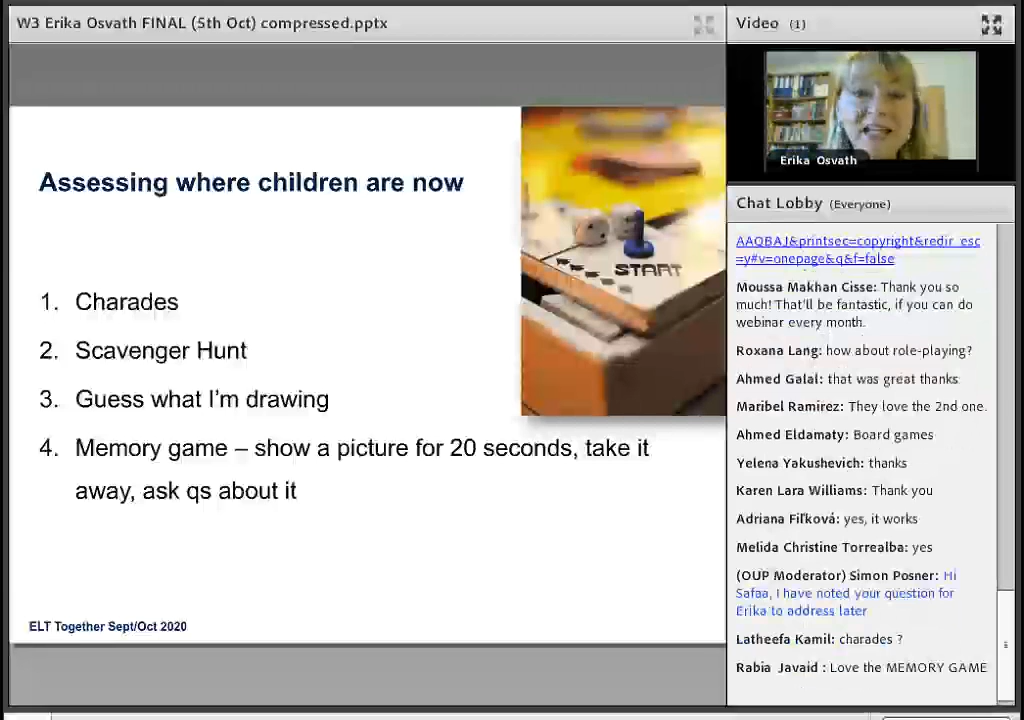 W3 Erika Osvath FINAL (5th Oct) compressed.pptx
Assessing where children are now
START
1. Charades
2. Scavenger Hunt
3. Guess what I'm drawing
4. Memory game – show a picture for 20 seconds, take it
away, ask qs about it
ELT Together Sept/Oct 2020
Video (1)
Erika Osvath
Chat Lobby (Everyone)
AAQBAJ&printsec=copyright&redir_esc
=y#v=onepage&q&f=false
Moussa Makhan Cisse: Thank you so
much! That'll be fantastic, if you can do
webinar every month.
Roxana Lang: how about role-playing?
Ahmed Galal: that was great thanks
Maribel Ramirez: They love the 2nd one.
Ahmed Eldamaty: Board games
Yelena Yakushevich: thanks
Karen Lara Williams: Thank you
Adriana Fiľková: yes, it works
Melida Christine Torrealba: yes
(OUP Moderator) Simon Posner: Hi
Safaa, I have noted your question for
Erika to address later
Latheefa Kamil: charades ?
Rabia Javaid : Love the MEMORY GAME